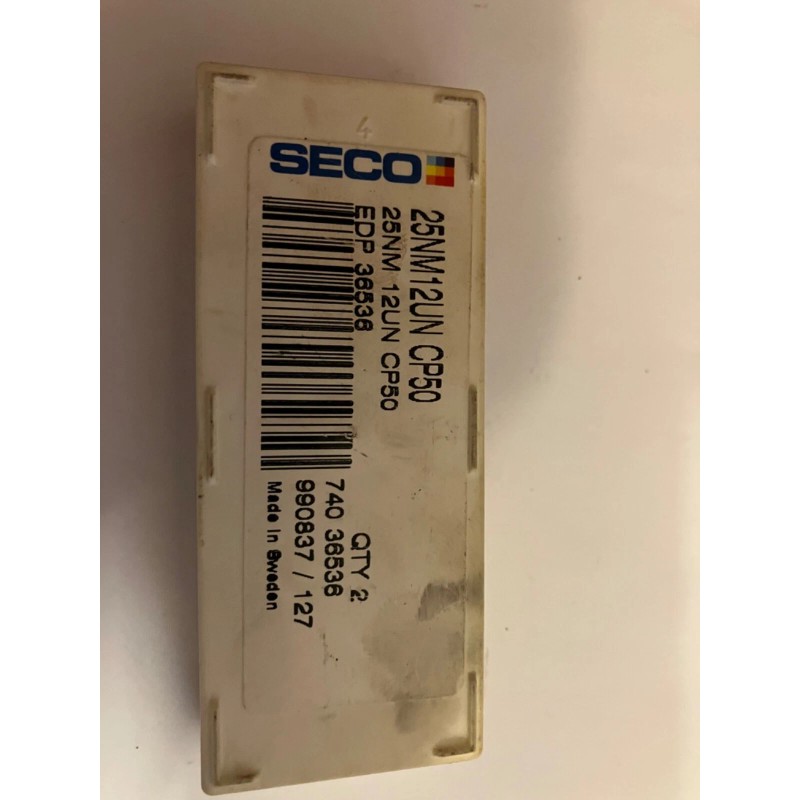 4
SECO
25NM12UN CP50
25NM 12UN CP50
EDP 36536
QTY 2
740 36536
990837 / 127
Made in Sweden